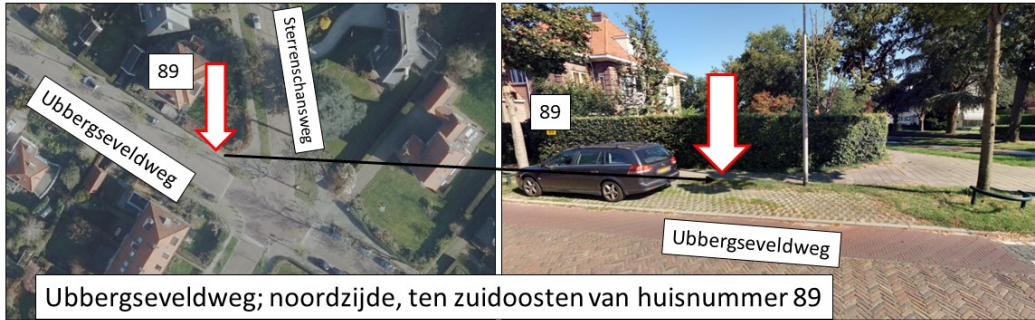 89
Sterrenschansweg
Ubbergseveldweg
89
Ubbergseveldweg
Ubbergseveldweg; noordzijde, ten zuidoosten van huisnummer 89